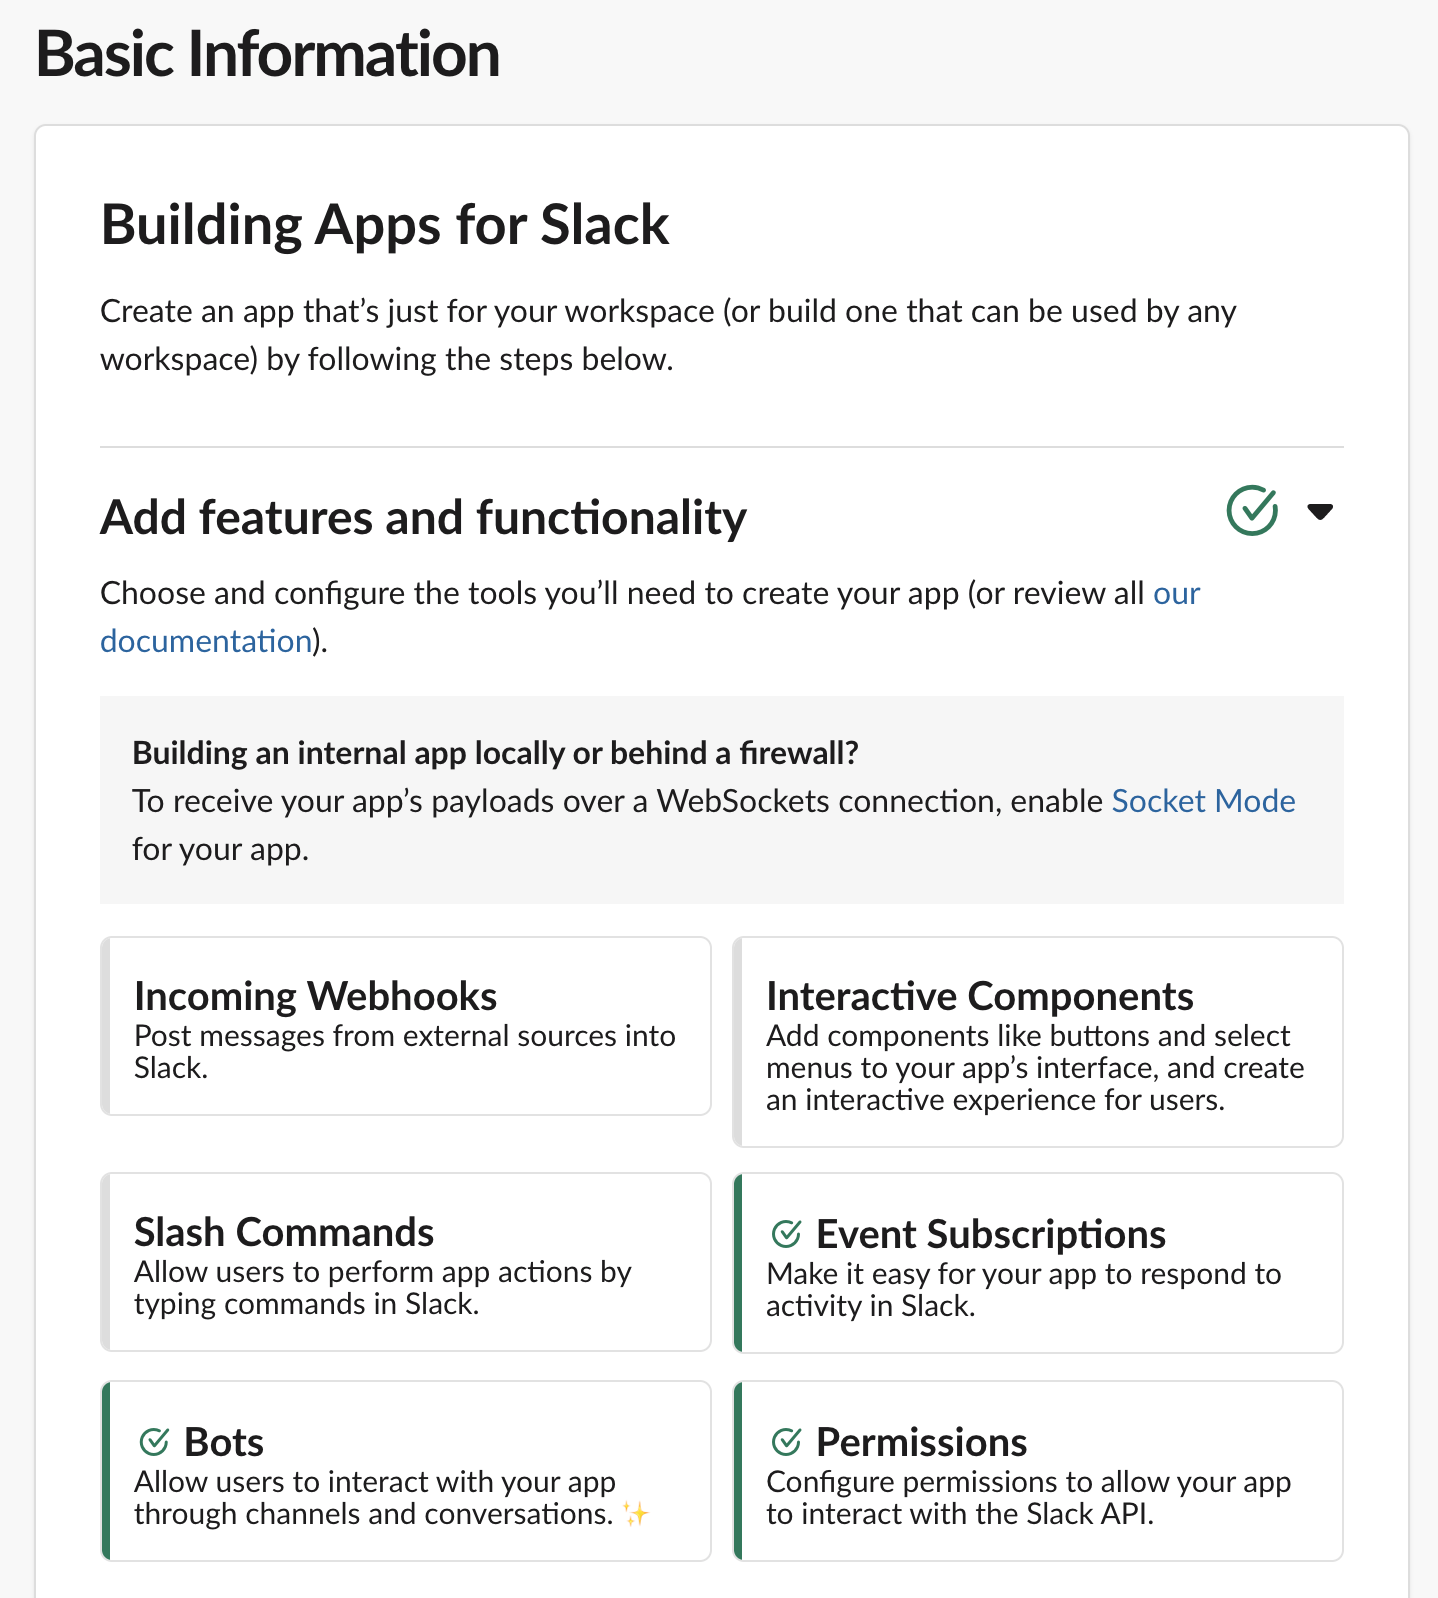 Basic Information
Building Apps for Slack
Create an app that’s just for your workspace (or build one that can be used by any
workspace) by following the steps below.
Add features and functionality
Choose and configure the tools you’ll need to create your app (or review all our
documentation).
Building an internal app locally or behind a firewall?
To receive your app’s payloads over a WebSockets connection, enable Socket Mode
for your app.
Incoming Webhooks
Post messages from external sources into
Slack.
Interactive Components
Add components like buttons and select
menus to your app’s interface, and create
an interactive experience for users.
Slash Commands
Allow users to perform app actions by
typing commands in Slack.
Event Subscriptions
Make it easy for your app to respond to
activity in Slack.
Bots
Allow users to interact with your app
through channels and conversations. ✨
Permissions
Configure permissions to allow your app
to interact with the Slack API.